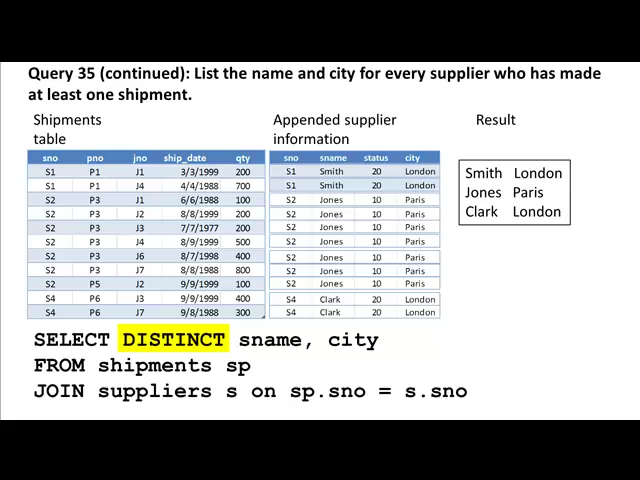 Query 35 (continued): List the name and city for every supplier who has made
at least one shipment.
Shipments
table
sno pno jno ship_date qty
S1 P1 J1 3/3/1999 200
S1 P1 J4 4/4/1988 700
S2 P3 J1 6/6/1988 100
S2 P3 J2 8/8/1999 200
S2 P3 J3 7/7/1977 200
S2 P3 J4 8/9/1999 500
S2 P3 J6 8/7/1998 400
S2 P3 J7 8/8/1988 800
S2 P5 J2 9/9/1999 100
S4 P6 J3 9/9/1999 400
S4 P6 J7 9/8/1988 300
Appended supplier
information
sno sname status city
S1 Smith 20 London
S1 Smith 20 London
S2 Jones 10 Paris
S2 Jones 10 Paris
S2 Jones 10 Paris
S2 Jones 10 Paris
S2 Jones 10 Paris
S2 Jones 10 Paris
S2 Jones 10 Paris
S4 Clark 20 London
S4 Clark 20 London
Result
Smith London
Jones Paris
Clark London
SELECT DISTINCT sname, city
FROM shipments sp
JOIN suppliers s on sp.sno = s.sno